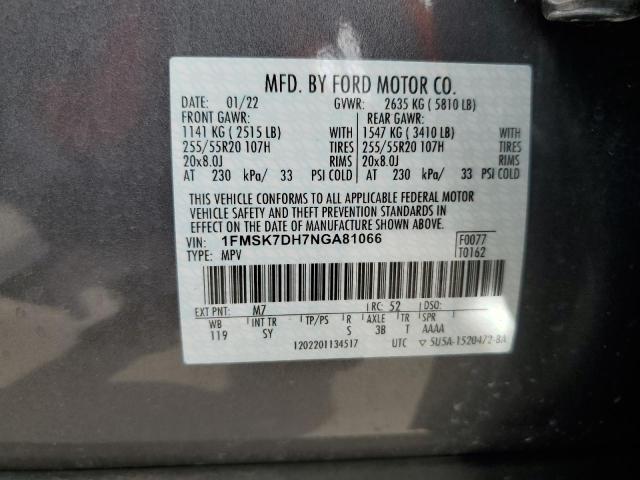 MFD. BY FORD MOTOR CO.
DATE: 01/22 GVWR: 2635 KG ( 5810 LB)
FRONT GAWR: REAR GAWR:
1141 KG ( 2515 LB) WITH 1547 KG ( 3410 LB) WITH
255/55R20 107H TIRES 255/55R20 107H TIRES
20x8.0J RIMS 20x8.0J RIMS
AT 230 kPa/ 33 PSI COLD AT 230 kPa/ 33 PSI COLD
THIS VEHICLE CONFORMS TO ALL APPLICABLE FEDERAL MOTOR
VEHICLE SAFETY AND THEFT PREVENTION STANDARDS IN
EFFECT ON THE DATE OF MANUFACTURE SHOWN ABOVE.
VIN: 1FMSK7DH7NGA81066 F0077
TYPE: MPV T0162
EXT PNT: M7 RC: 52 DSO:
WB INT TR TP/PS R AXLE TR SPR
119 SY S 3B T AAAA
1202201134517 UTC ▽ 5U5A-1520472-BA